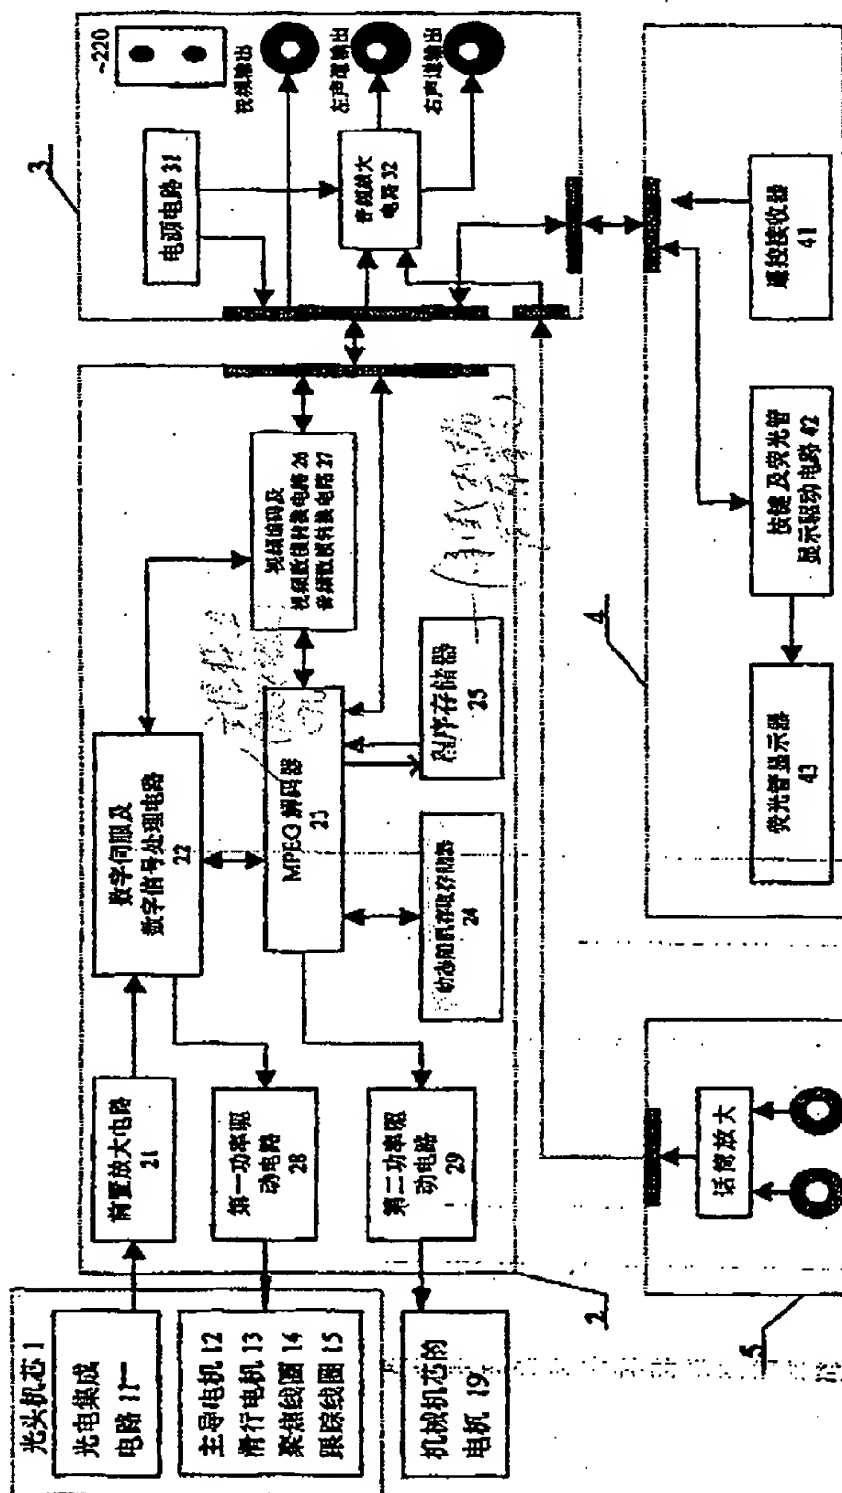 光头机芯 1
光电集成
电路 11
主导电机 12
滑行电机 13
聚焦线圈 14
跟踪线圈 15
机械机芯的
电机 19
前置放大电路
21
第一功率驱
动电路
28
第二功率驱
动电路
29
数字伺服及
数字信号处理电路
22
MPEG 解码器
23
动态随机存取存储器
24
程序存储器
25
视频编码及
视频数模转换电路 26
音频数模转换电路 27
2
电源电路 31
音频放大
电路 32
~220
视频输出
左声道输出
右声道输出
3
话筒放大
5
荧光管显示器
43
按键及荧光管
显示驱动电路 42
遥控接收器
41
4